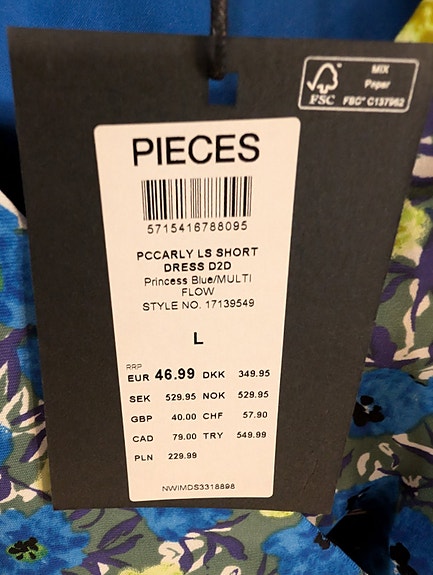 MIX
Paper
FSC
FSC® C137962
PIECES
5715416788095
PCCARLY LS SHORT
DRESS D2D
Princess Blue/MULTI
FLOW
STYLE NO. 17139549
L
RRP
EUR 46.99 DKK 349.95
SEK 529.95 NOK 529.95
GBP 40.00 CHF 57.90
CAD 79.00 TRY 549.99
PLN 229.99
NWIMDS3318898